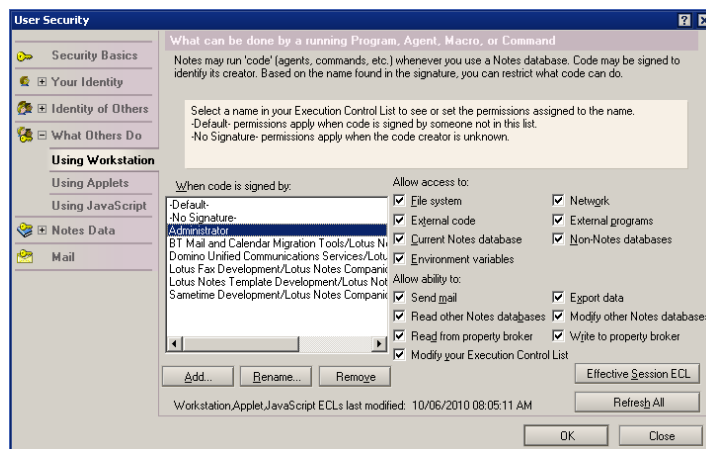 User Security
What can be done by a running Program, Agent, Macro, or Command
Security Basics
Your Identity
Identity of Others
What Others Do
Using Workstation
Using Applets
Using JavaScript
Notes Data
Mail
Notes may run 'code' (agents, commands, etc.) whenever you use a Notes database. Code may be signed to
identify its creator. Based on the name found in the signature, you can restrict what code can do.
Select a name in your Execution Control List to see or set the permissions assigned to the name.
-Default- permissions apply when code is signed by someone not in this list.
-No Signature- permissions apply when the code creator is unknown.
When code is signed by:
-Default-
-No Signature-
Administrator
BT Mail and Calendar Migration Tools/Lotus No
Domino Unified Communications Services/Lotu
Lotus Fax Development/Lotus Notes Companio
Lotus Notes Template Development/Lotus Not
Sametime Development/Lotus Notes Companio
Add...
Rename...
Remove
Allow access to:
File system
Network
External code
External programs
Current Notes database
Non-Notes databases
Environment variables
Allow ability to:
Send mail
Export data
Read other Notes databases
Modify other Notes databases
Read from property broker
Write to property broker
Modify your Execution Control List
Effective Session ECL
Workstation,Applet,JavaScript ECLs last modified: 10/06/2010 08:05:11 AM
Refresh All
OK
Close